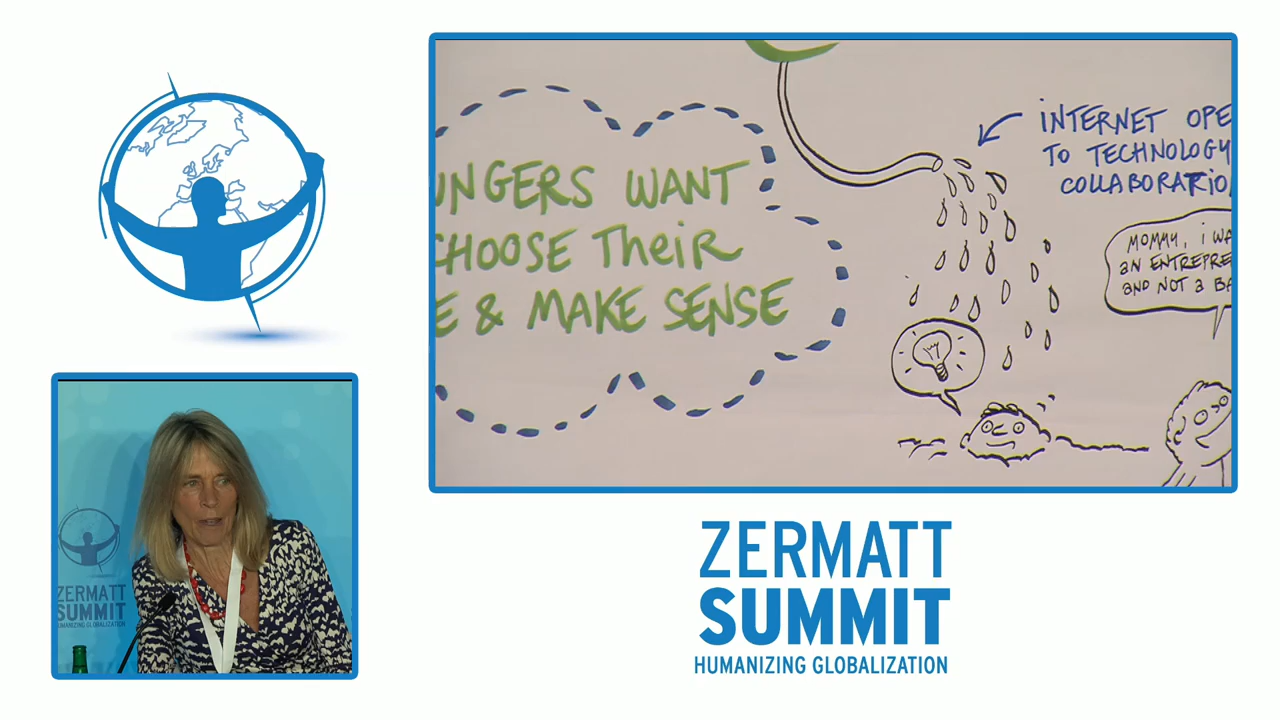 UNGERS WANT
CHOOSE TheiR
E & MAKE SENSE
iNTERNET OPE
TO TECHNOLOGY
COLLABORATIO
MOMMY, i WA
AN ENTREPRE
AND NOT A BA
ZERMATT
SUMMIT
HUMANIZING GLOBALIZATION
ZERMATT
SUMMIT
HUMANIZING GLOBALIZATION